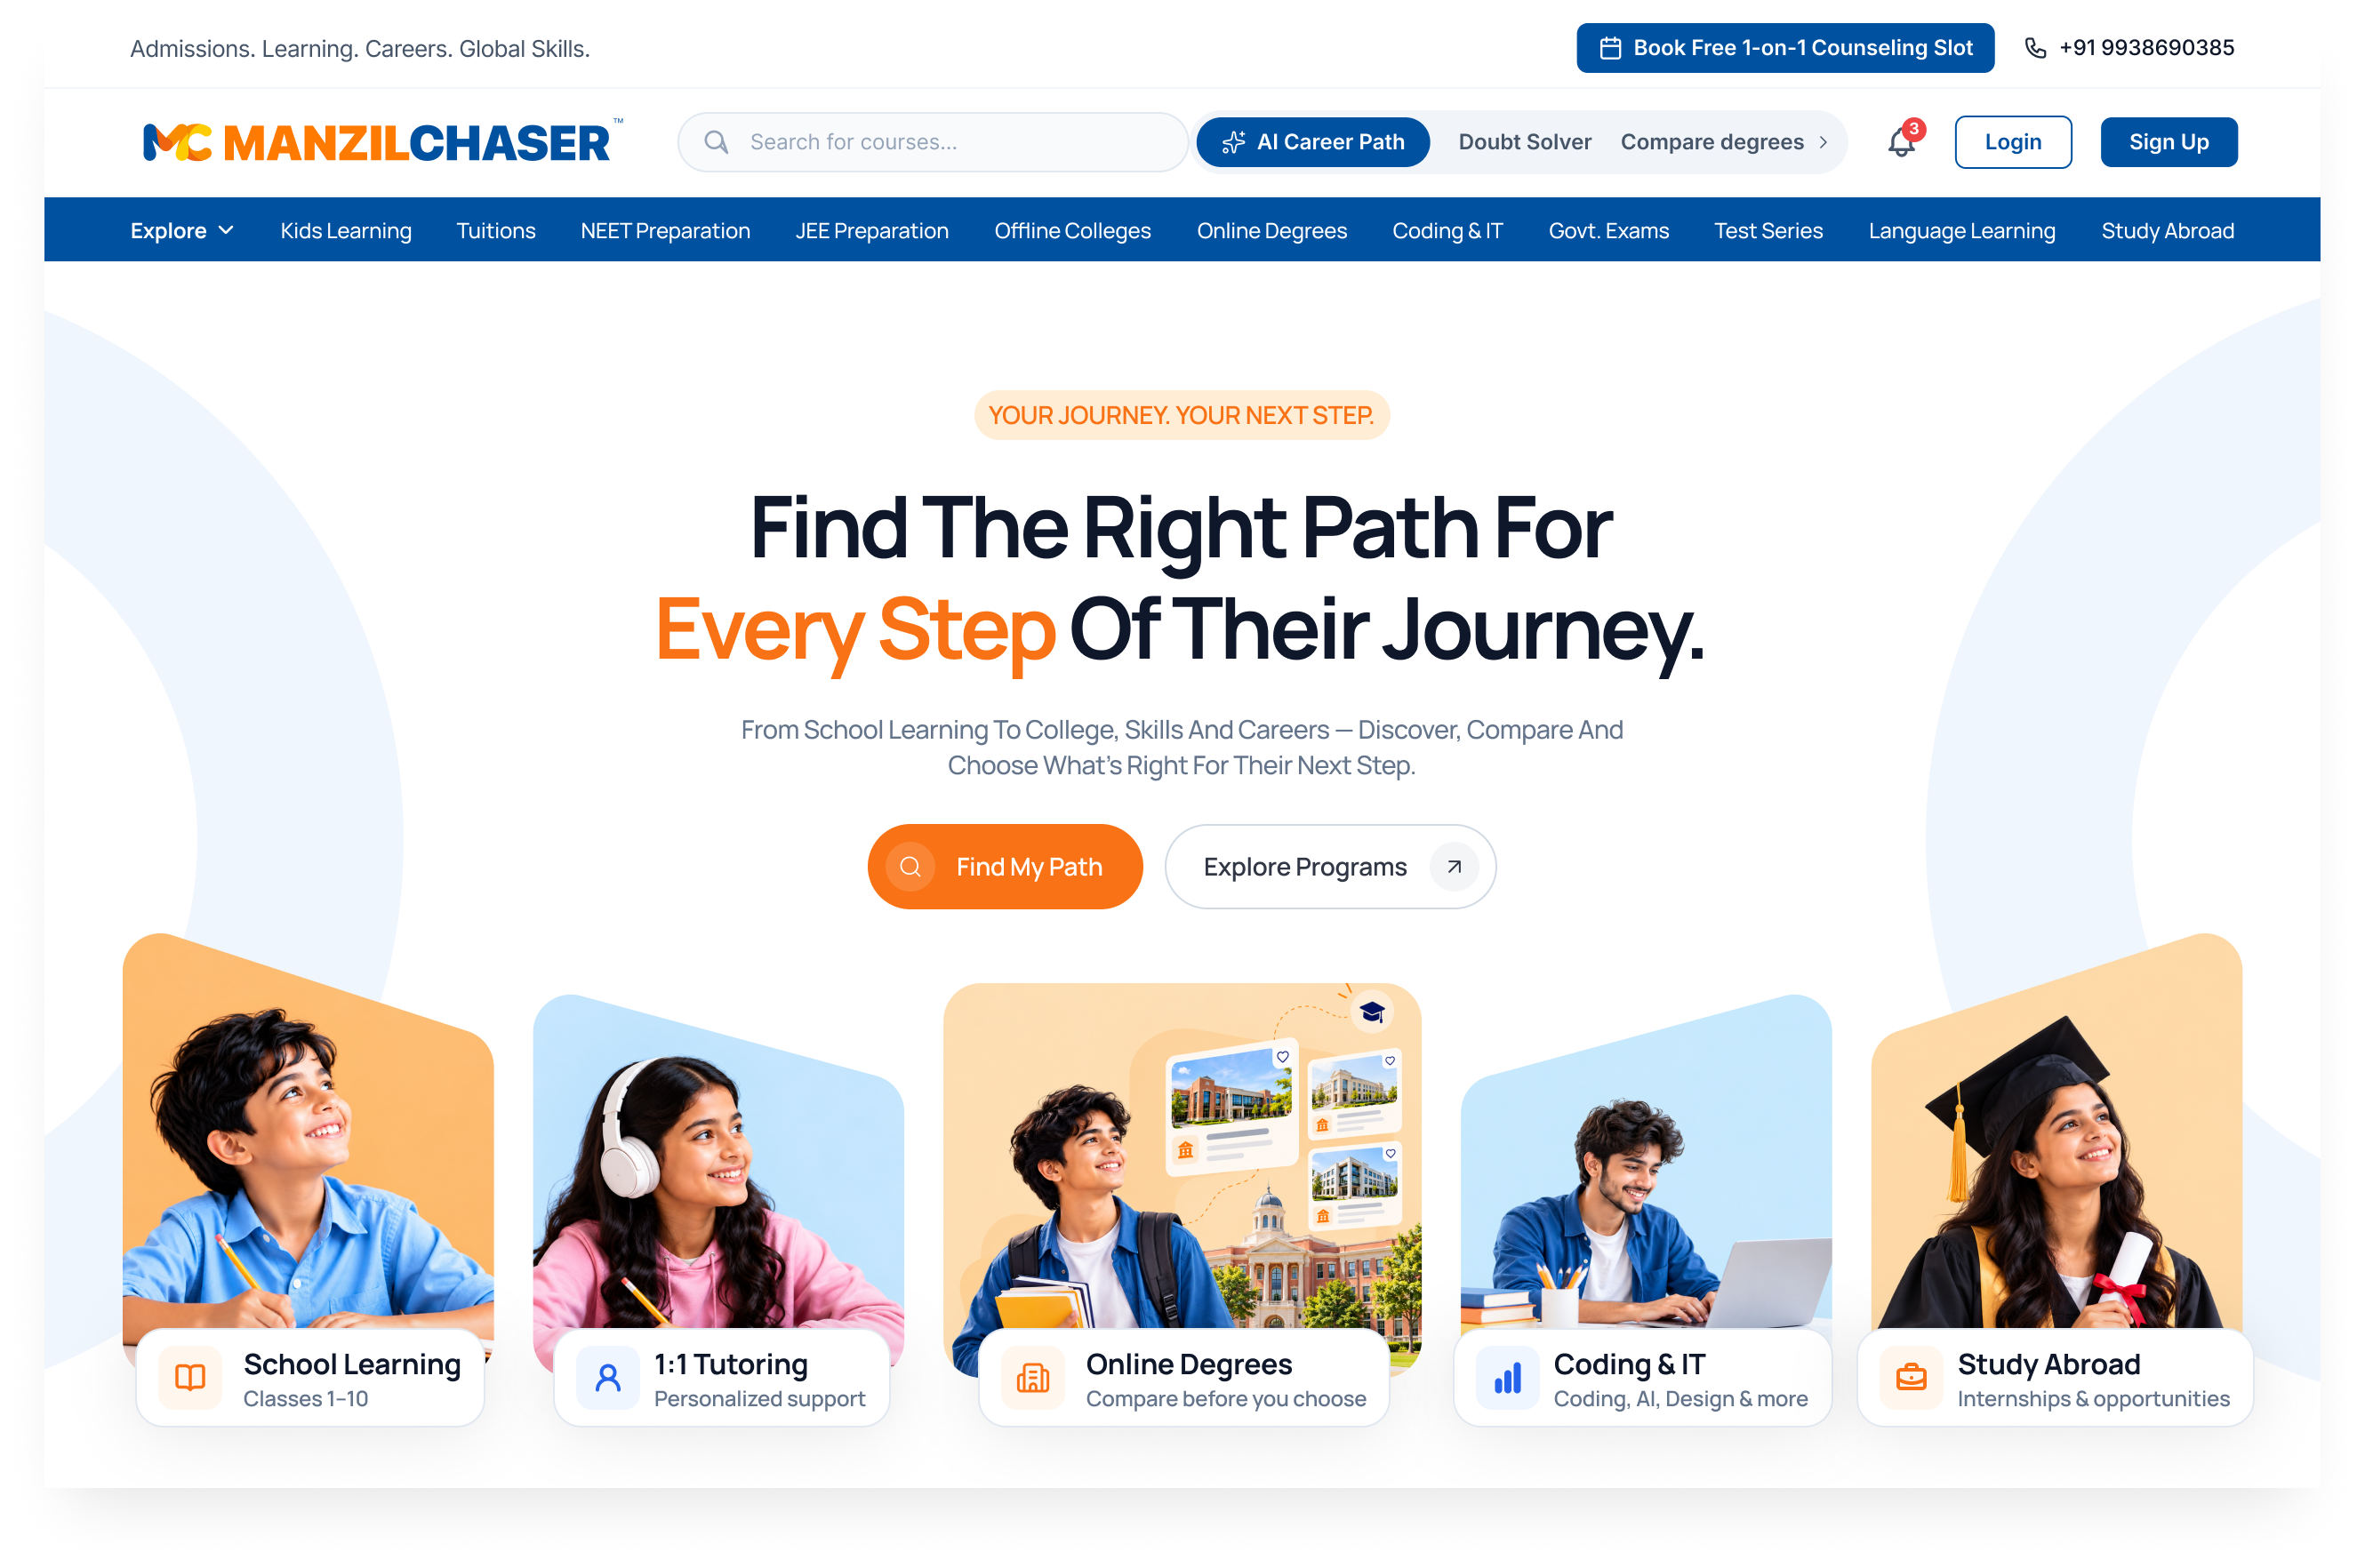 Admissions. Learning. Careers. Global Skills.
Book Free 1-on-1 Counseling Slot
+91 9938690385
MC MANZILCHASER™
Search for courses...
AI Career Path
Doubt Solver
Compare degrees
3
Login
Sign Up
Explore
Kids Learning
Tuitions
NEET Preparation
JEE Preparation
Offline Colleges
Online Degrees
Coding & IT
Govt. Exams
Test Series
Language Learning
Study Abroad
YOUR JOURNEY. YOUR NEXT STEP.
Find The Right Path For
Every Step Of Their Journey.
From School Learning To College, Skills And Careers — Discover, Compare And
Choose What's Right For Their Next Step.
Find My Path
Explore Programs
School Learning
Classes 1–10
1:1 Tutoring
Personalized support
Online Degrees
Compare before you choose
Coding & IT
Coding, AI, Design & more
Study Abroad
Internships & opportunities